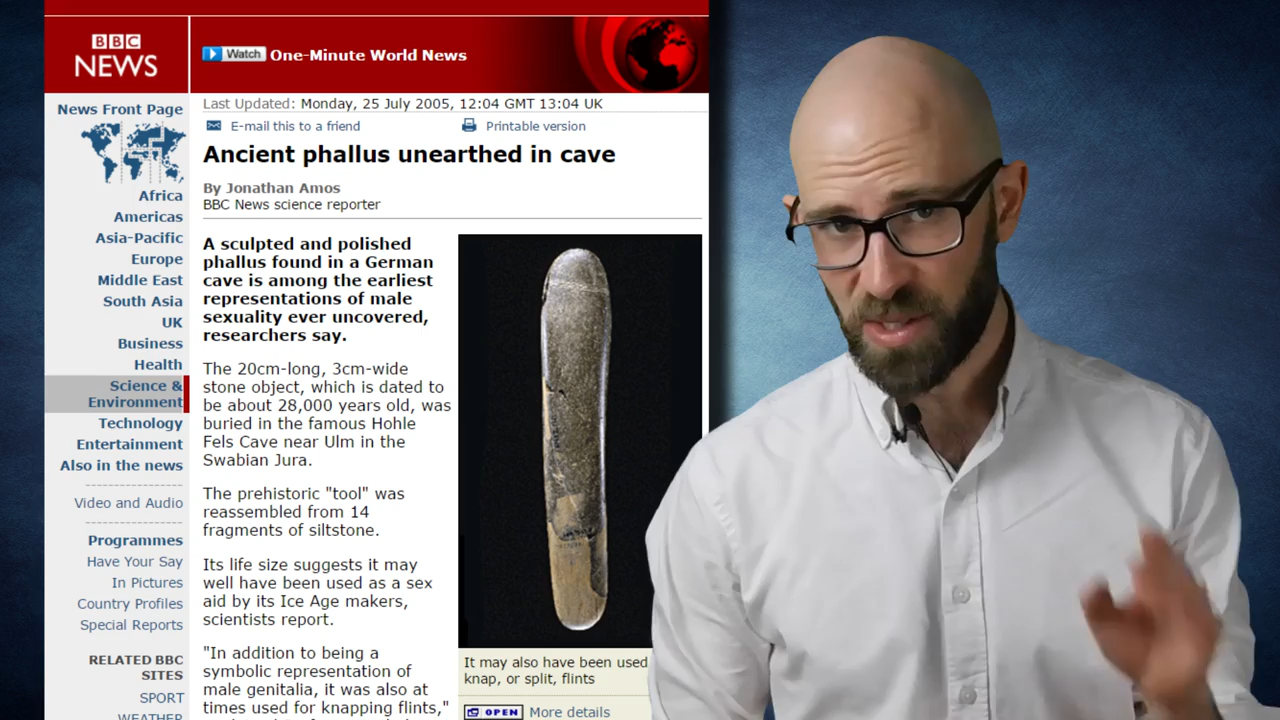 BBC
NEWS
Watch One-Minute World News
News Front Page
Africa
Americas
Asia-Pacific
Europe
Middle East
South Asia
UK
Business
Health
Science &
Environment
Technology
Entertainment
Also in the news
Video and Audio
Programmes
Have Your Say
In Pictures
Country Profiles
Special Reports
RELATED BBC
SITES
SPORT
WEATHER
Last Updated: Monday, 25 July 2005, 12:04 GMT 13:04 UK
E-mail this to a friend
Printable version
Ancient phallus unearthed in cave
By Jonathan Amos
BBC News science reporter
A sculpted and polished
phallus found in a German
cave is among the earliest
representations of male
sexuality ever uncovered,
researchers say.
The 20cm-long, 3cm-wide
stone object, which is dated to
be about 28,000 years old, was
buried in the famous Hohle
Fels Cave near Ulm in the
Swabian Jura.
The prehistoric "tool" was
reassembled from 14
fragments of siltstone.
Its life size suggests it may
well have been used as a sex
aid by its Ice Age makers,
scientists report.
"In addition to being a
symbolic representation of
male genitalia, it was also at
times used for knapping flints,"
It may also have been used
knap, or split, flints
OPEN More details